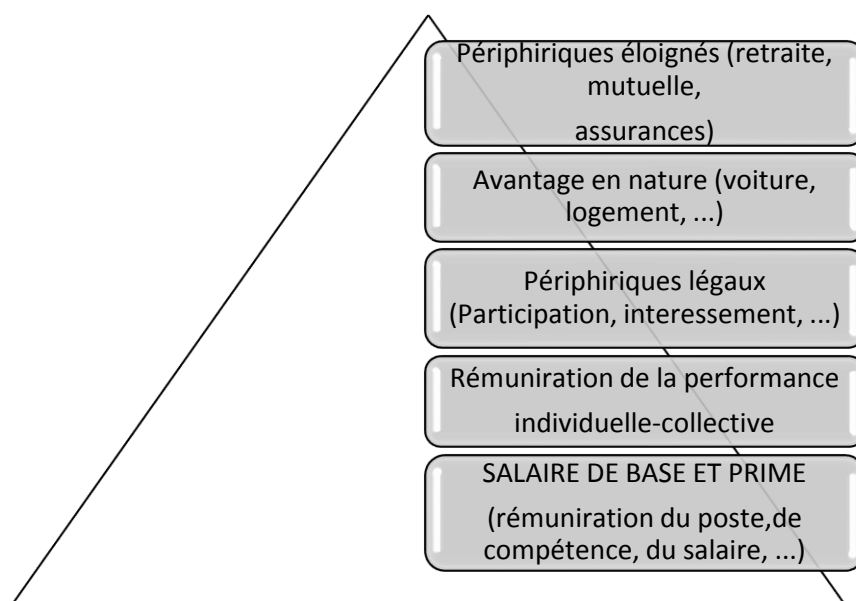 Périphiriques éloignés (retraite,
mutuelle,
assurances)
Avantage en nature (voiture,
logement, ...)
Périphiriques légaux
(Participation, interessement, ...)
Rémuniration de la performance
individuelle-collective
SALAIRE DE BASE ET PRIME
(rémuniration du poste,de
compétence, du salaire, ...)